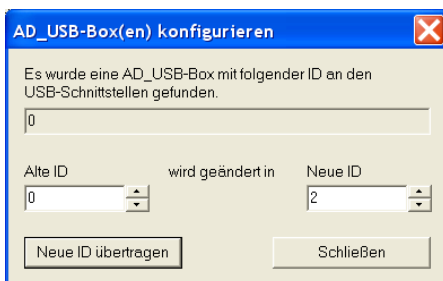 AD_USB-Box(en) konfigurieren
Es wurde eine AD_USB-Box mit folgender ID an den
USB-Schnittstellen gefunden.
0
Alte ID wird geändert in Neue ID
0 2
Neue ID übertragen Schließen